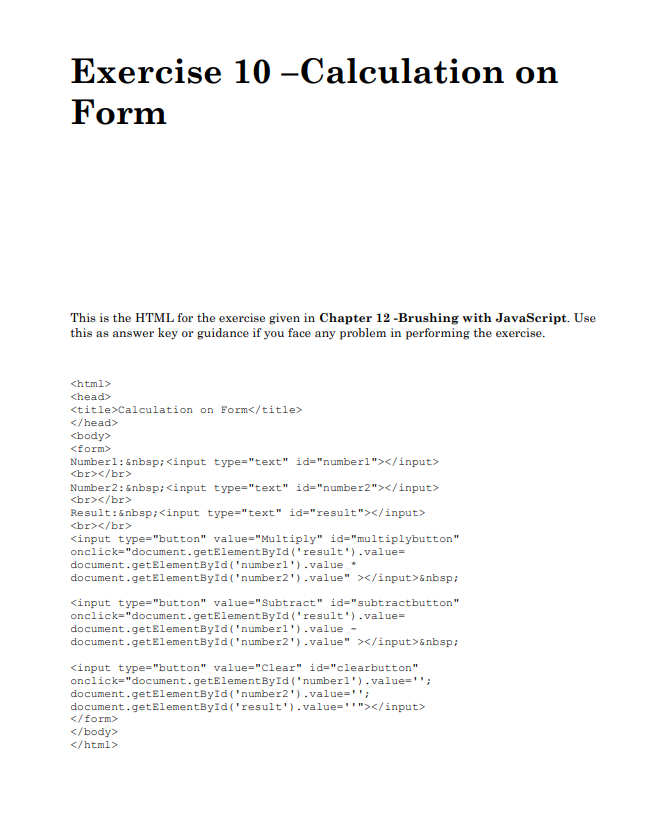 Exercise 10 –Calculation on
Form
This is the HTML for the exercise given in Chapter 12 -Brushing with JavaScript. Use
this as answer key or guidance if you face any problem in performing the exercise.
<html>
<head>
<title>Calculation on Form</title>
</head>
<body>
<form>
Number1:&nbsp;<input type="text" id="number1"></input>
<br></br>
Number2:&nbsp;<input type="text" id="number2"></input>
<br></br>
Result:&nbsp;<input type="text" id="result"></input>
<br></br>
<input type="button" value="Multiply" id="multiplybutton"
onclick="document.getElementById('result').value=
document.getElementById('number1').value *
document.getElementById('number2').value" ></input>&nbsp;
<input type="button" value="Subtract" id="subtractbutton"
onclick="document.getElementById('result').value=
document.getElementById('number1').value -
document.getElementById('number2').value" ></input>&nbsp;
<input type="button" value="Clear" id="clearbutton"
onclick="document.getElementById('number1').value='';
document.getElementById('number2').value='';
document.getElementById('result').value=''"></input>
</form>
</body>
</html>